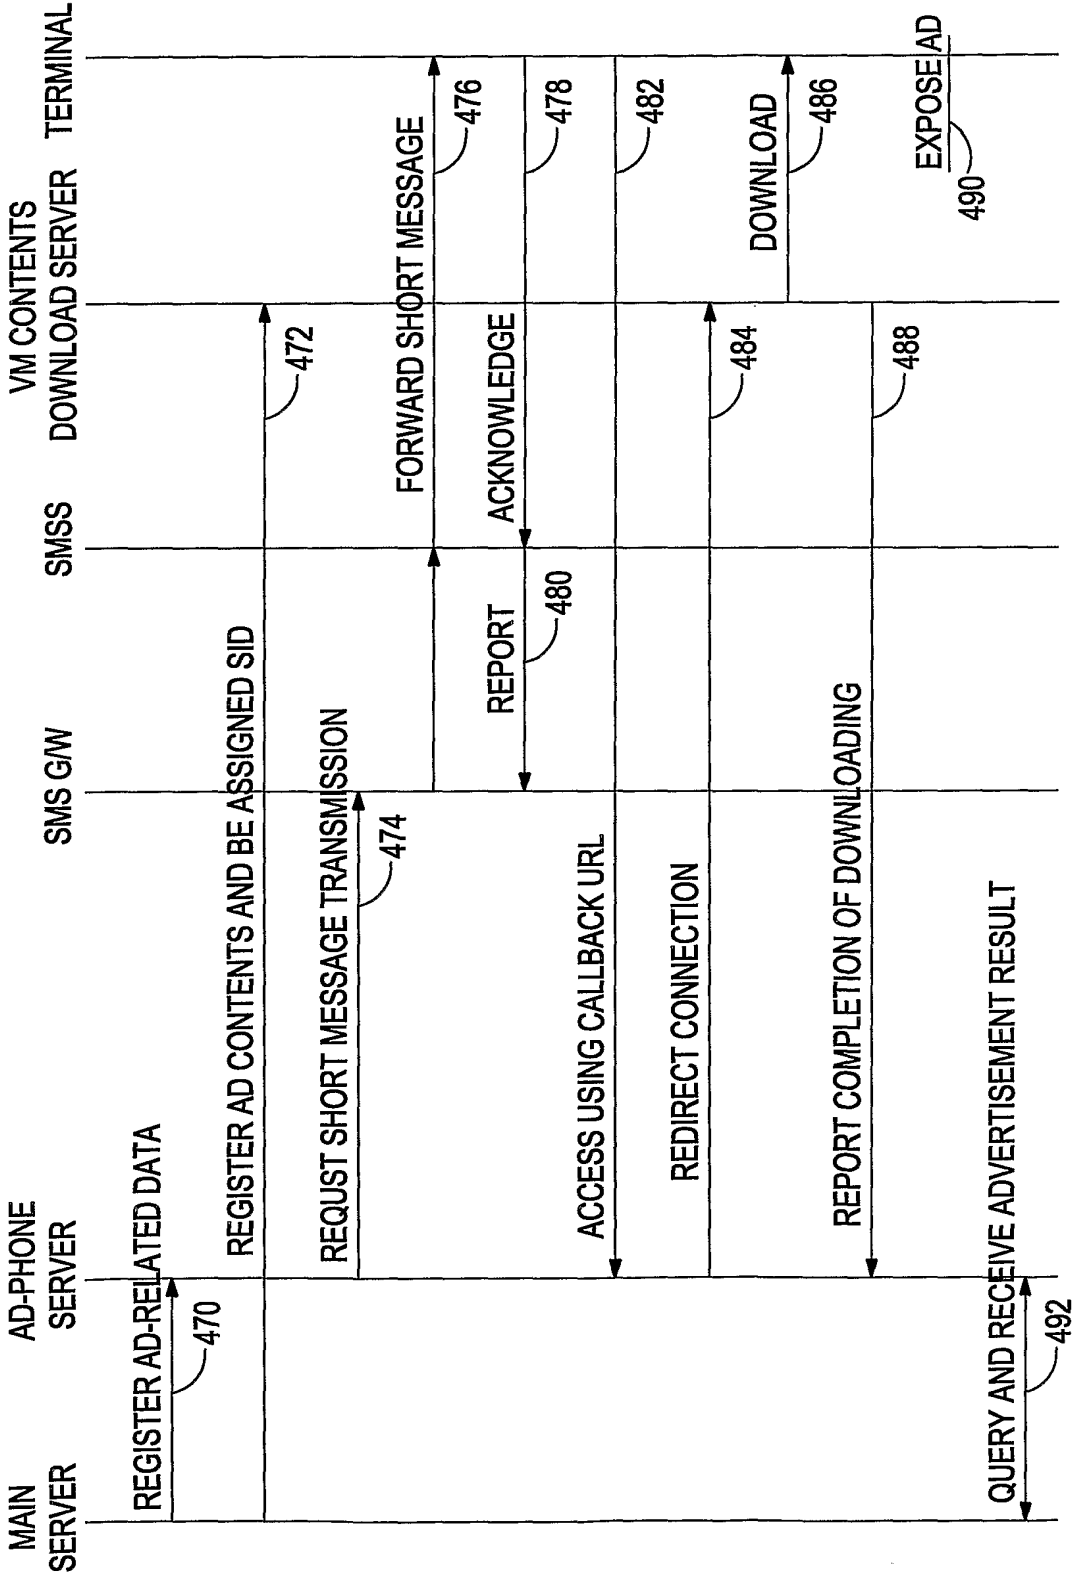 MAIN
SERVER
AD-PHONE
SERVER
SMS G/W
SMSS
VM CONTENTS
DOWNLOAD SERVER
TERMINAL
REGISTER AD-RELATED DATA
470
REGISTER AD CONTENTS AND BE ASSIGNED SID
472
REQUST SHORT MESSAGE TRANSMISSION
474
FORWARD SHORT MESSAGE
476
ACKNOWLEDGE
478
REPORT
480
ACCESS USING CALLBACK URL
482
REDIRECT CONNECTION
484
DOWNLOAD
486
REPORT COMPLETION OF DOWNLOADING
488
EXPOSE AD
490
QUERY AND RECEIVE ADVERTISEMENT RESULT
492